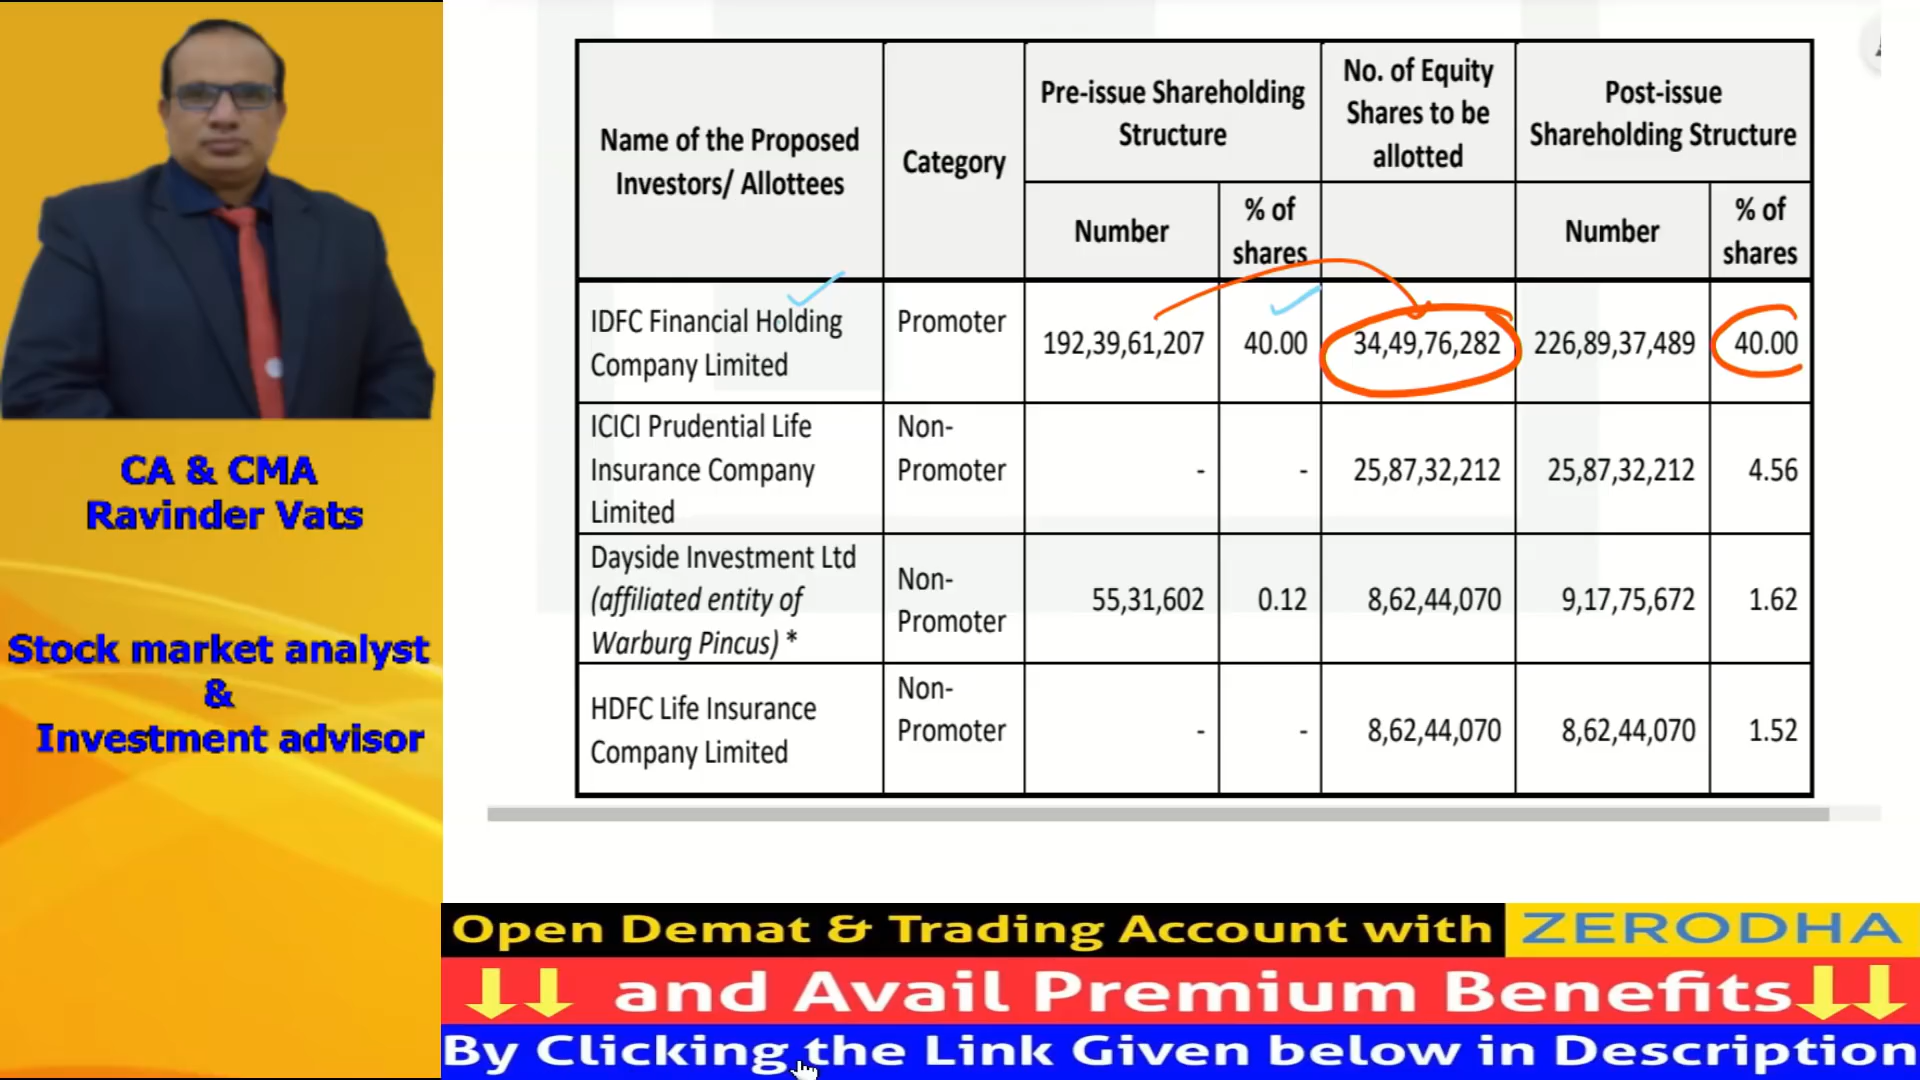 CA & CMA
Ravinder Vats
Stock market analyst
&
Investment advisor
Name of the Proposed
Investors/ Allottees
Category
Pre-issue Shareholding
Structure
No. of Equity
Shares to be
allotted
Post-issue
Shareholding Structure
Number
% of
shares
Number
% of
shares
IDFC Financial Holding
Company Limited
Promoter
192,39,61,207
40.00
34,49,76,282
226,89,37,489
40.00
ICICI Prudential Life
Insurance Company
Limited
Non-
Promoter
-
-
25,87,32,212
25,87,32,212
4.56
Dayside Investment Ltd
(affiliated entity of
Warburg Pincus) *
Non-
Promoter
55,31,602
0.12
8,62,44,070
9,17,75,672
1.62
HDFC Life Insurance
Company Limited
Non-
Promoter
-
-
8,62,44,070
8,62,44,070
1.52
Open Demat & Trading Account with ZERODHA
and Avail Premium Benefits
By Clicking the Link Given below in Description